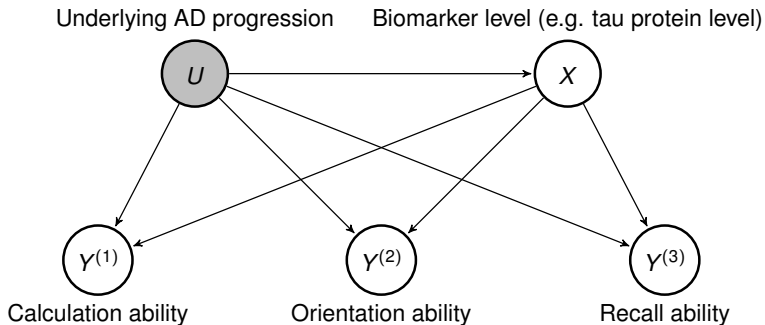 Underlying AD progression
Biomarker level (e.g. tau protein level)
U
X
Y(1)
Y(2)
Y(3)
Calculation ability
Orientation ability
Recall ability